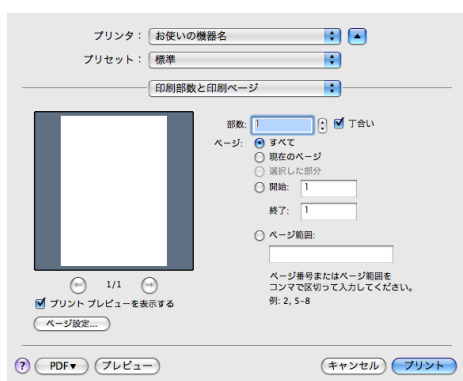 プリンタ： お使いの機器名
プリセット： 標準
印刷部数と印刷ページ
部数: 1 丁合い
ページ: すべて
現在のページ
選択した部分
開始: 1
終了: 1
ページ範囲:
ページ番号またはページ範囲を
コンマで区切って入力してください。
例: 2, 5-8
1/1
プリント プレビューを表示する
ページ設定...
? PDF▼ プレビュー キャンセル プリント